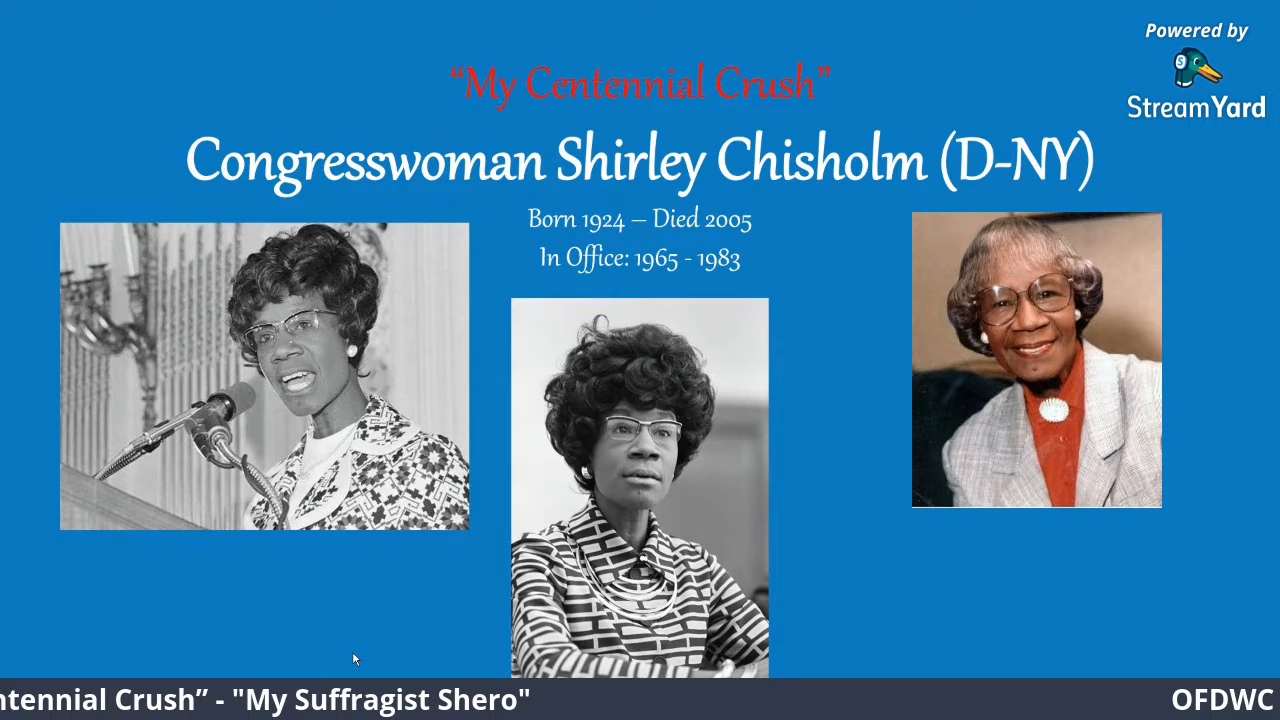 Powered by
StreamYard
“My Centennial Crush”
Congresswoman Shirley Chisholm (D-NY)
Born 1924 – Died 2005
In Office: 1965 - 1983
ntennial Crush” - "My Suffragist Shero"
OFDWC